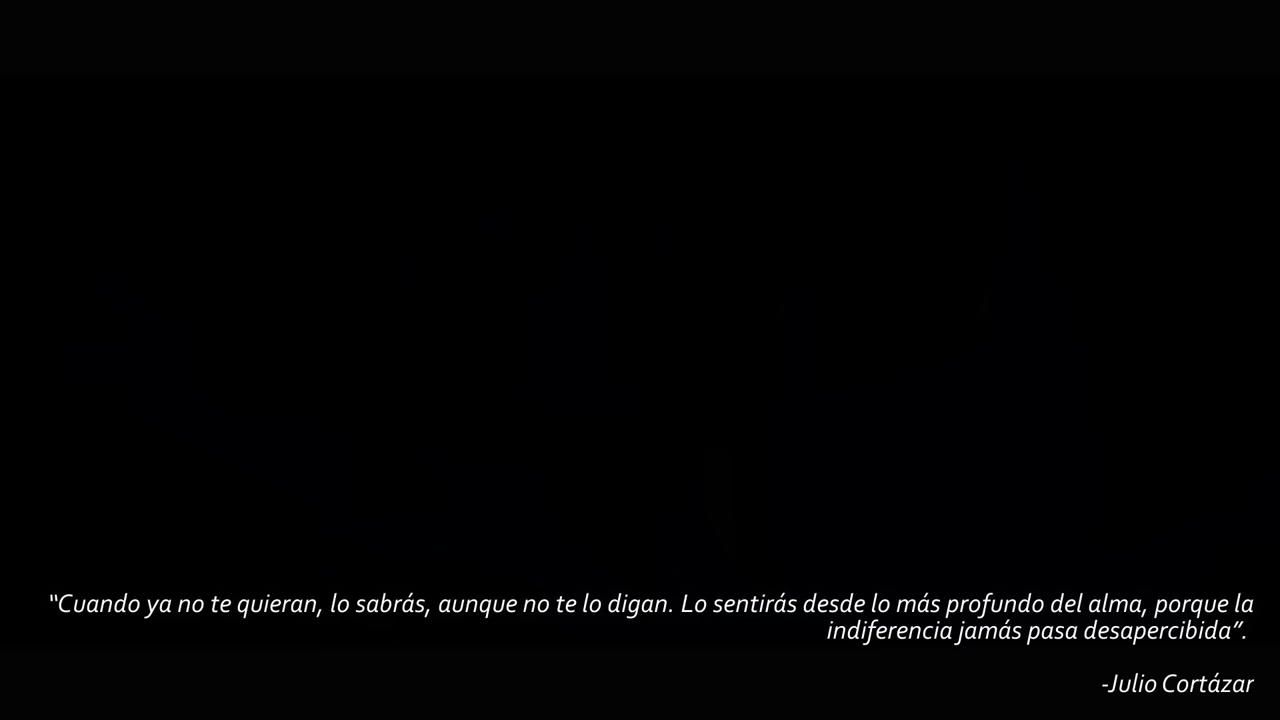 “Cuando ya no te quieran, lo sabrás, aunque no te lo digan. Lo sentirás desde lo más profundo del alma, porque la
indiferencia jamás pasa desapercibida”.
-Julio Cortázar